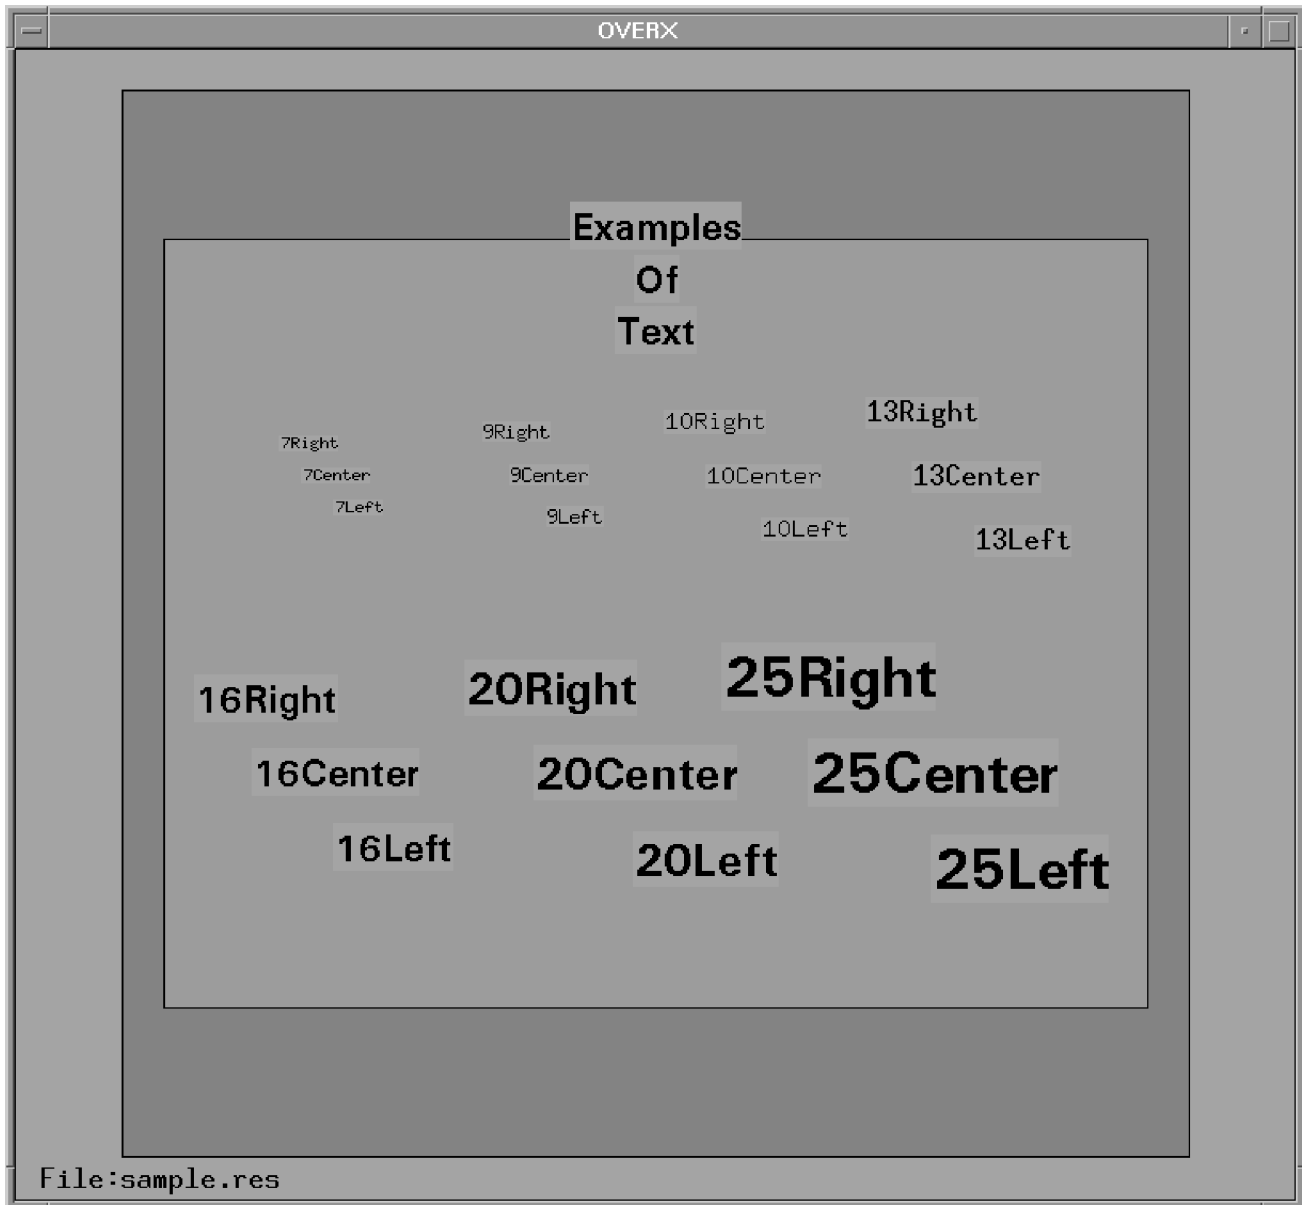 OVERX
Examples
Of
Text
7Right 9Right 10Right 13Right
7Center 9Center 10Center 13Center
7Left 9Left 10Left 13Left
16Right 20Right 25Right
16Center 20Center 25Center
16Left 20Left 25Left
File:sample.res